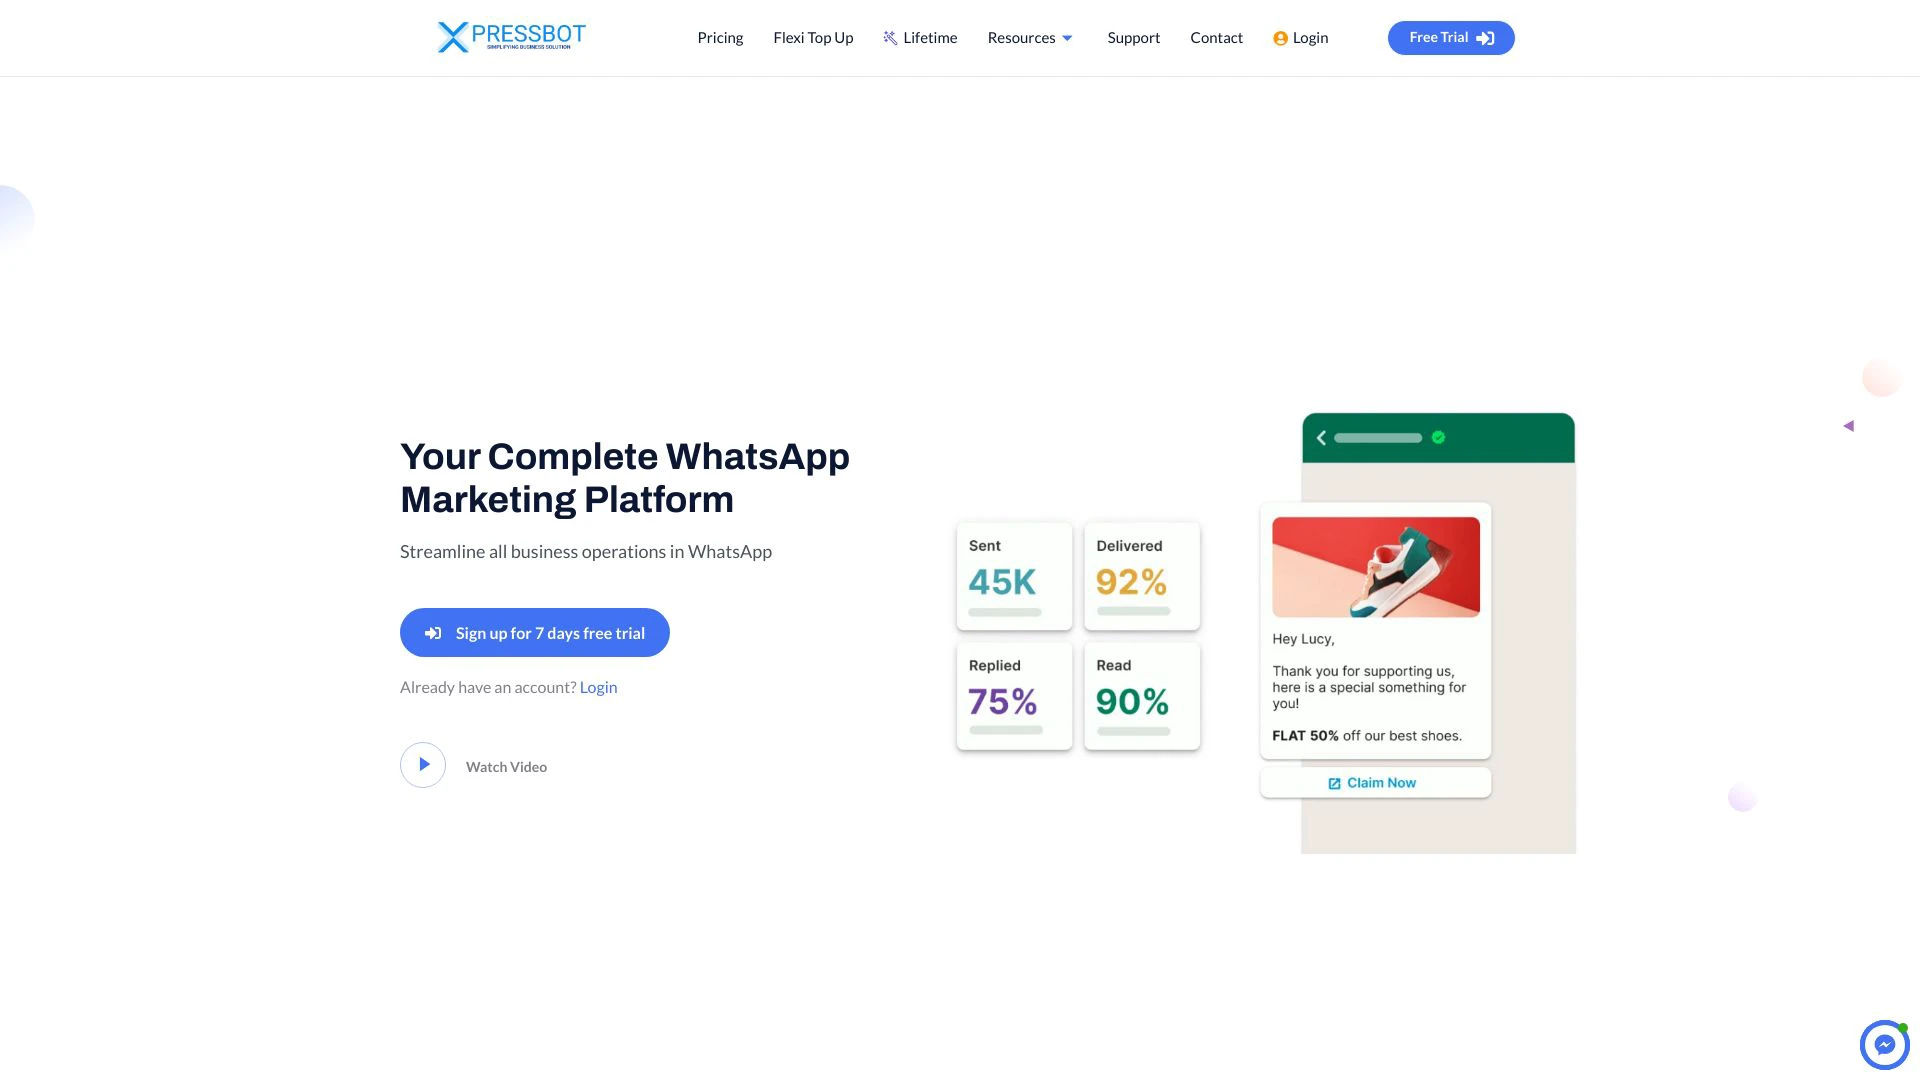 XPRESSBOT
SIMPLIFYING BUSINESS SOLUTION
Pricing
Flexi Top Up
Lifetime
Resources
Support
Contact
Login
Free Trial
Your Complete WhatsApp
Marketing Platform
Streamline all business operations in WhatsApp
Sign up for 7 days free trial
Already have an account? Login
Watch Video
Sent
45K
Delivered
92%
Replied
75%
Read
90%
Hey Lucy,
Thank you for supporting us,
here is a special something for
you!
FLAT 50% off our best shoes.
Claim Now